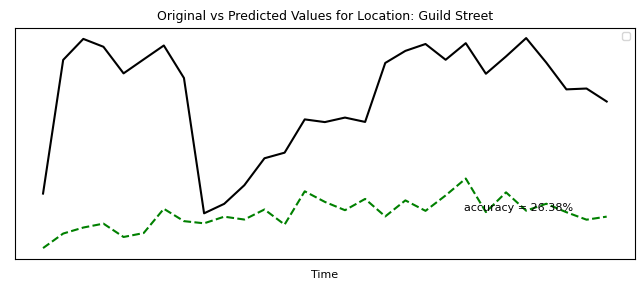 Original vs Predicted Values for Location: Guild Street
accuracy = 26.38%
Time